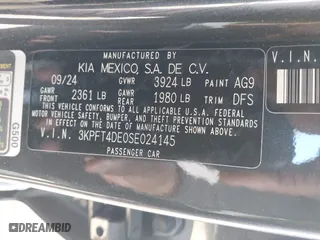 MANUFACTURED BY
KIA MEXICO, S.A. DE C.V.
09/24 GVWR 3924 LB PAINT AG9
GAWR FRONT 2361 LB GAWR REAR 1980 LB TRIM DFS
THIS VEHICLE CONFORMS TO ALL APPLICABLE U.S. FEDERAL
MOTOR VEHICLE SAFETY, BUMPER, AND THEFT PREVENTION
STANDARDS IN EFFECT ON THE DATE OF MANUFACTURE SHOWN ABOVE.
V.I.N. 3KPFT4DE0SE024145
PASSENGER CAR
G500
V.I.N.
DREAMBID.COM